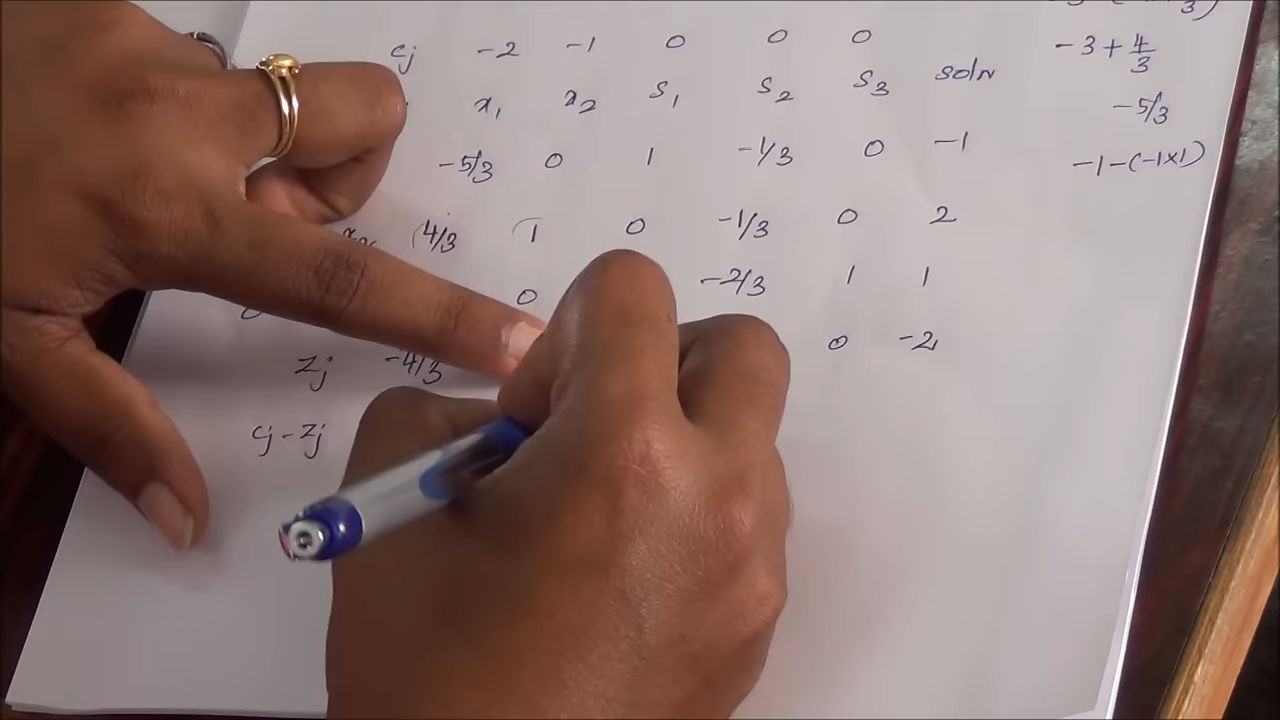 Cj -2 -1 0 0 0
x1 x2 S1 S2 S3 soln
-5/3 0 1 -1/3 0 -1
x2 4/3 1 0 -1/3 0 2
0 0 -2/3 1 1
Zj -4/3 0 -2
Cj-Zj
-3+4/3
-5/3
-1-(-1x1)